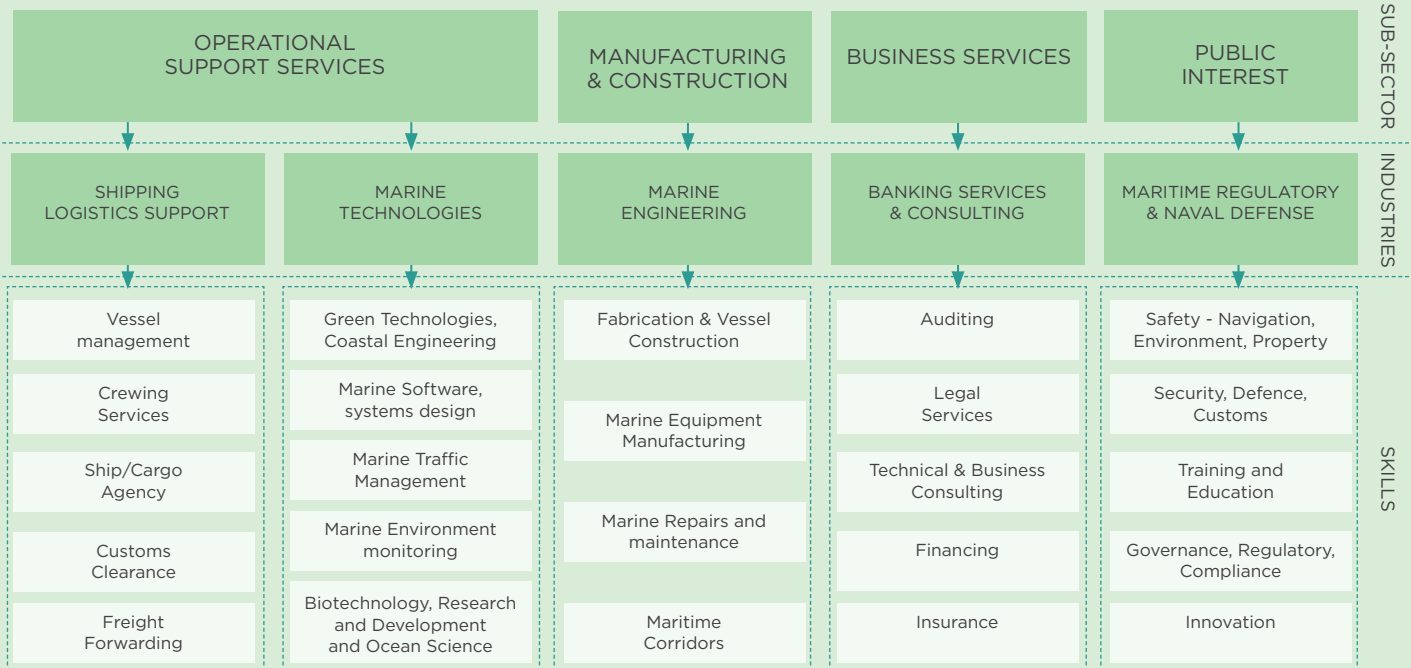 OPERATIONAL
SUPPORT SERVICES
MANUFACTURING
& CONSTRUCTION
BUSINESS SERVICES
PUBLIC
INTEREST
SUB-SECTOR
SHIPPING
LOGISTICS SUPPORT
MARINE
TECHNOLOGIES
MARINE
ENGINEERING
BANKING SERVICES
& CONSULTING
MARITIME REGULATORY
& NAVAL DEFENSE
INDUSTRIES
Vessel
management
Crewing
Services
Ship/Cargo
Agency
Customs
Clearance
Freight
Forwarding
Green Technologies,
Coastal Engineering
Marine Software,
systems design
Marine Traffic
Management
Marine Environment
monitoring
Biotechnology, Research
and Development
and Ocean Science
Fabrication & Vessel
Construction
Marine Equipment
Manufacturing
Marine Repairs and
maintenance
Maritime
Corridors
Auditing
Legal
Services
Technical & Business
Consulting
Financing
Insurance
Safety - Navigation,
Environment, Property
Security, Defence,
Customs
Training and
Education
Governance, Regulatory,
Compliance
Innovation
SKILLS